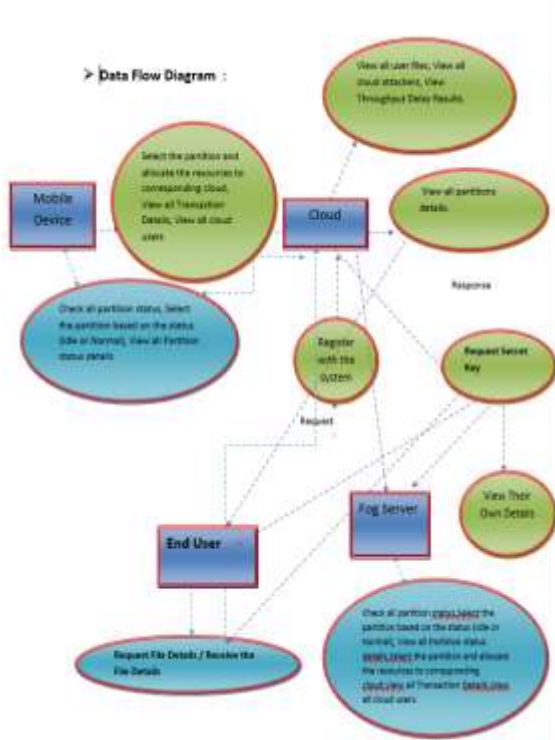 ➤ Data Flow Diagram :
View all user files, View all
cloud attackers, View
Throughput Delay Results.
Select the partition and
allocate the resources to
corresponding cloud,
View all Transaction
Details, View all cloud
users
Mobile
Device
Cloud
View all partitions
details
Response
Check all partition status, Select
the partition based on the status
(Idle or Normal), View all Partition
status details
Register
with the
system
Request Secret
Key
Request
View Thor
Own Details
End User
Fog Server
Check all partition status,Select the
partition based on the status (Idle or
Normal), View all Partition status
details,select the partition and allocate
the resources to corresponding
cloud,view all Transaction Details,View
all cloud users
Request File Details / Receive the
File Details